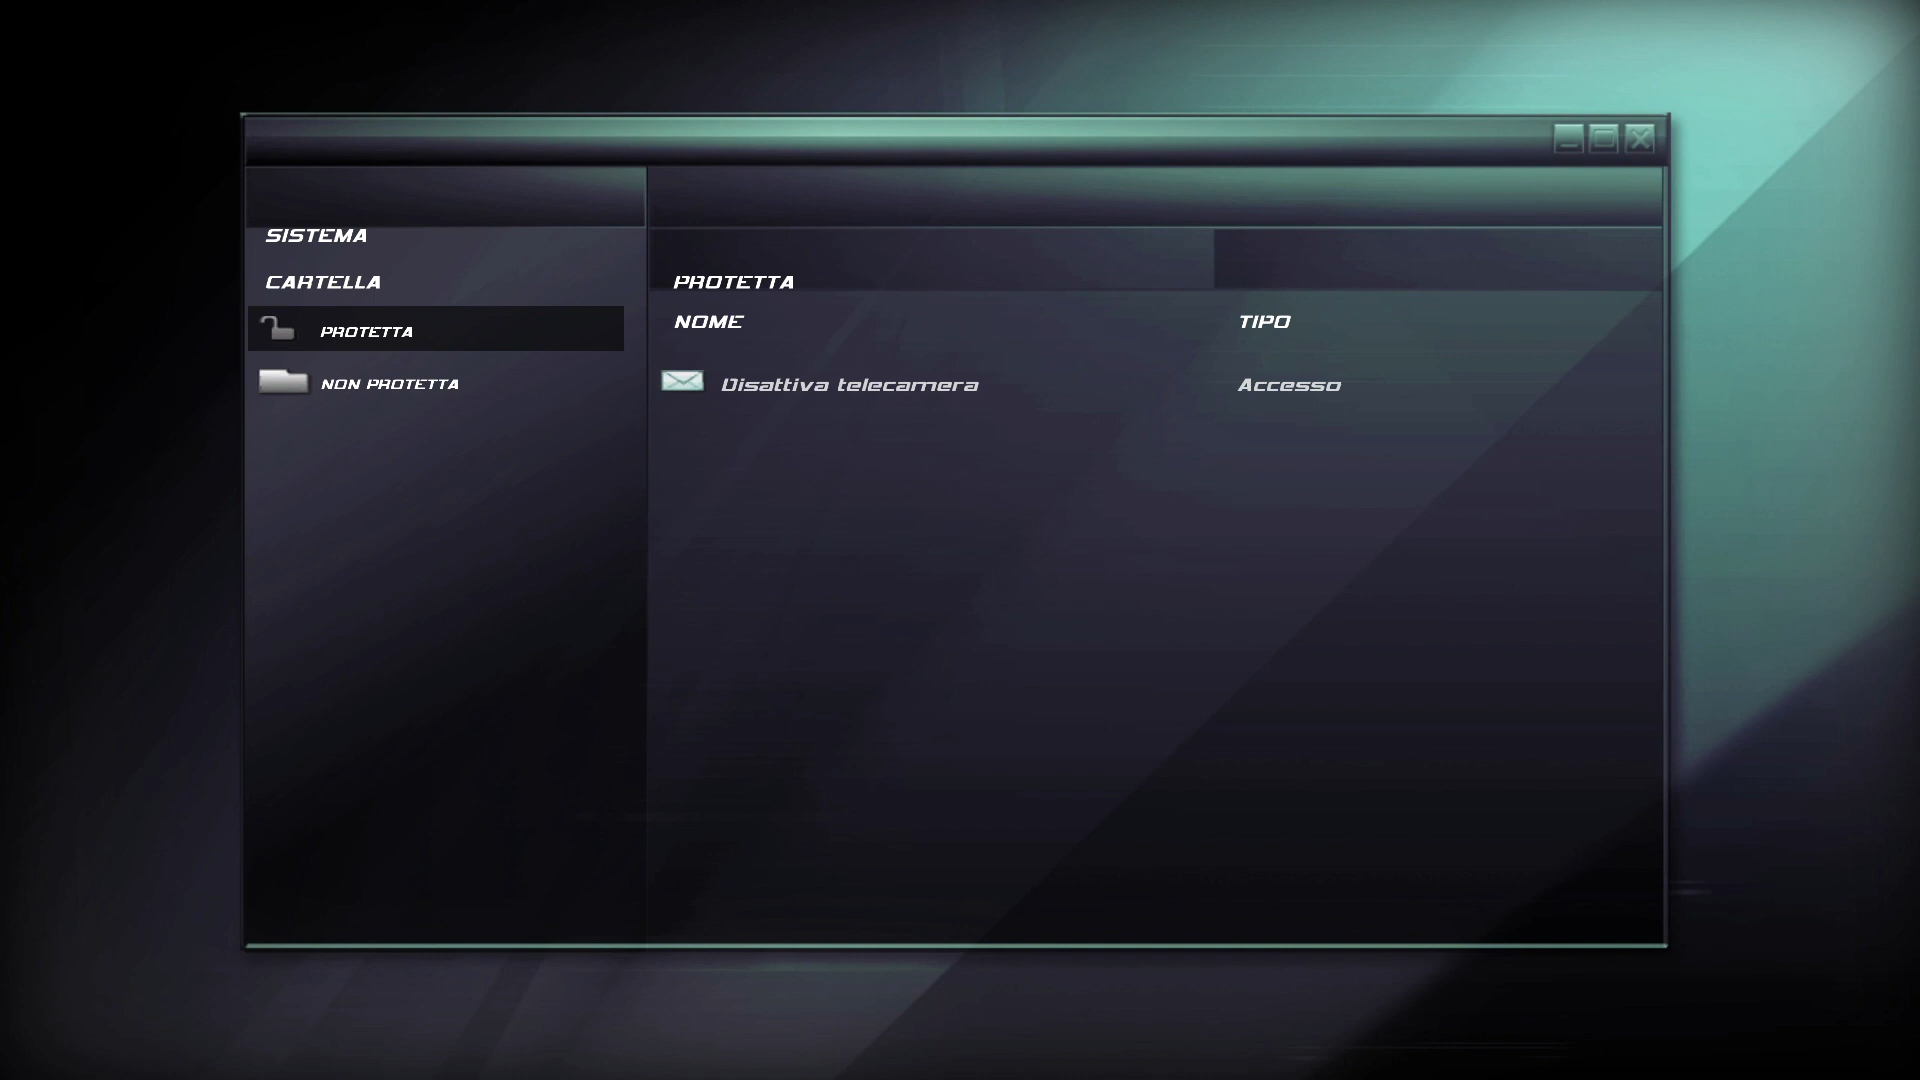 SISTEMA
CARTELLA
PROTETTA
NON PROTETTA
PROTETTA
NOME
TIPO
Disattiva telecamera
Accesso